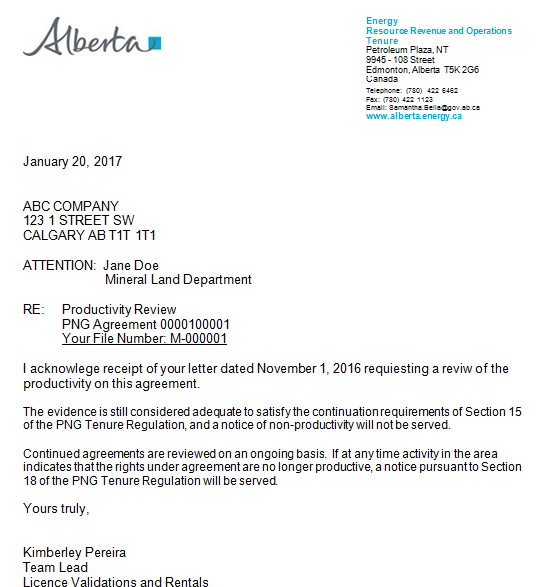 Alberta
Energy
Resource Revenue and Operations
Tenure
Petroleum Plaza, NT
9945 - 108 Street
Edmonton, Alberta T5K 2G6
Canada
Telephone: (780) 422 6462
Fax: (780) 422 1123
Email: Samantha.Bella@gov.ab.ca
www.alberta.energy.ca
January 20, 2017
ABC COMPANY
123 1 STREET SW
CALGARY AB T1T 1T1
ATTENTION: Jane Doe
Mineral Land Department
RE: Productivity Review
PNG Agreement 0000100001
Your File Number: M-000001
I acknowlege receipt of your letter dated November 1, 2016 requiesting a reviw of the
productivity on this agreement.
The evidence is still considered adequate to satisfy the continuation requirements of Section 15
of the PNG Tenure Regulation, and a notice of non-productivity will not be served.
Continued agreements are reviewed on an ongoing basis. If at any time activity in the area
indicates that the rights under agreement are no longer productive, a notice pursuant to Section
18 of the PNG Tenure Regulation will be served.
Yours truly,
Kimberley Pereira
Team Lead
Licence Validations and Rentals